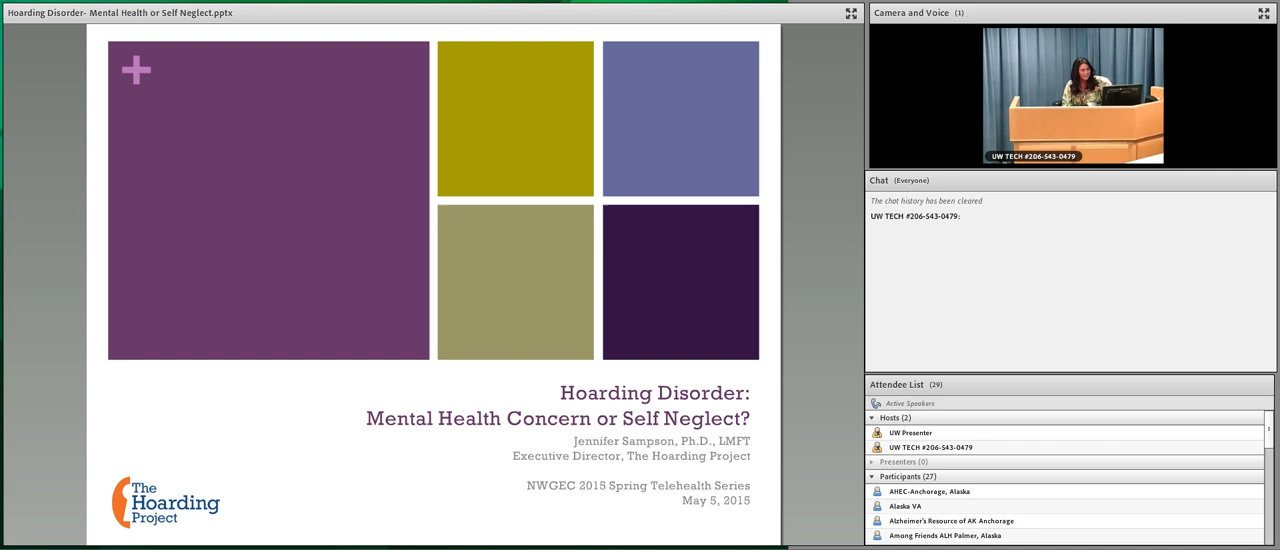 Hoarding Disorder- Mental Health or Self Neglect.pptx
+
Hoarding Disorder:
Mental Health Concern or Self Neglect?
Jennifer Sampson, Ph.D., LMFT
Executive Director, The Hoarding Project
NWGEC 2015 Spring Telehealth Series
May 5, 2015
The
Hoarding
Project
Camera and Voice (1)
UW TECH #206-543-0479
Chat (Everyone)
The chat history has been cleared
UW TECH #206-543-0479:
Attendee List (29)
Active Speakers
Hosts (2)
UW Presenter
UW TECH #206-543-0479
Presenters (0)
Participants (27)
AHEC-Anchorage, Alaska
Alaska VA
Alzheimer's Resource of AK Anchorage
Among Friends ALH Palmer, Alaska